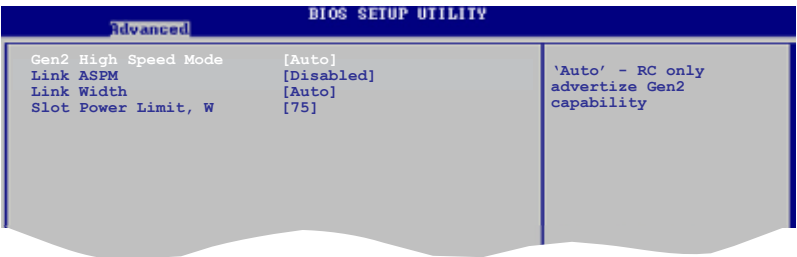 BIOS SETUP UTILITY
Advanced
Gen2 High Speed Mode [Auto]
Link ASPM [Disabled]
Link Width [Auto]
Slot Power Limit, W [75]
‘Auto’ - RC only
advertize Gen2
capability